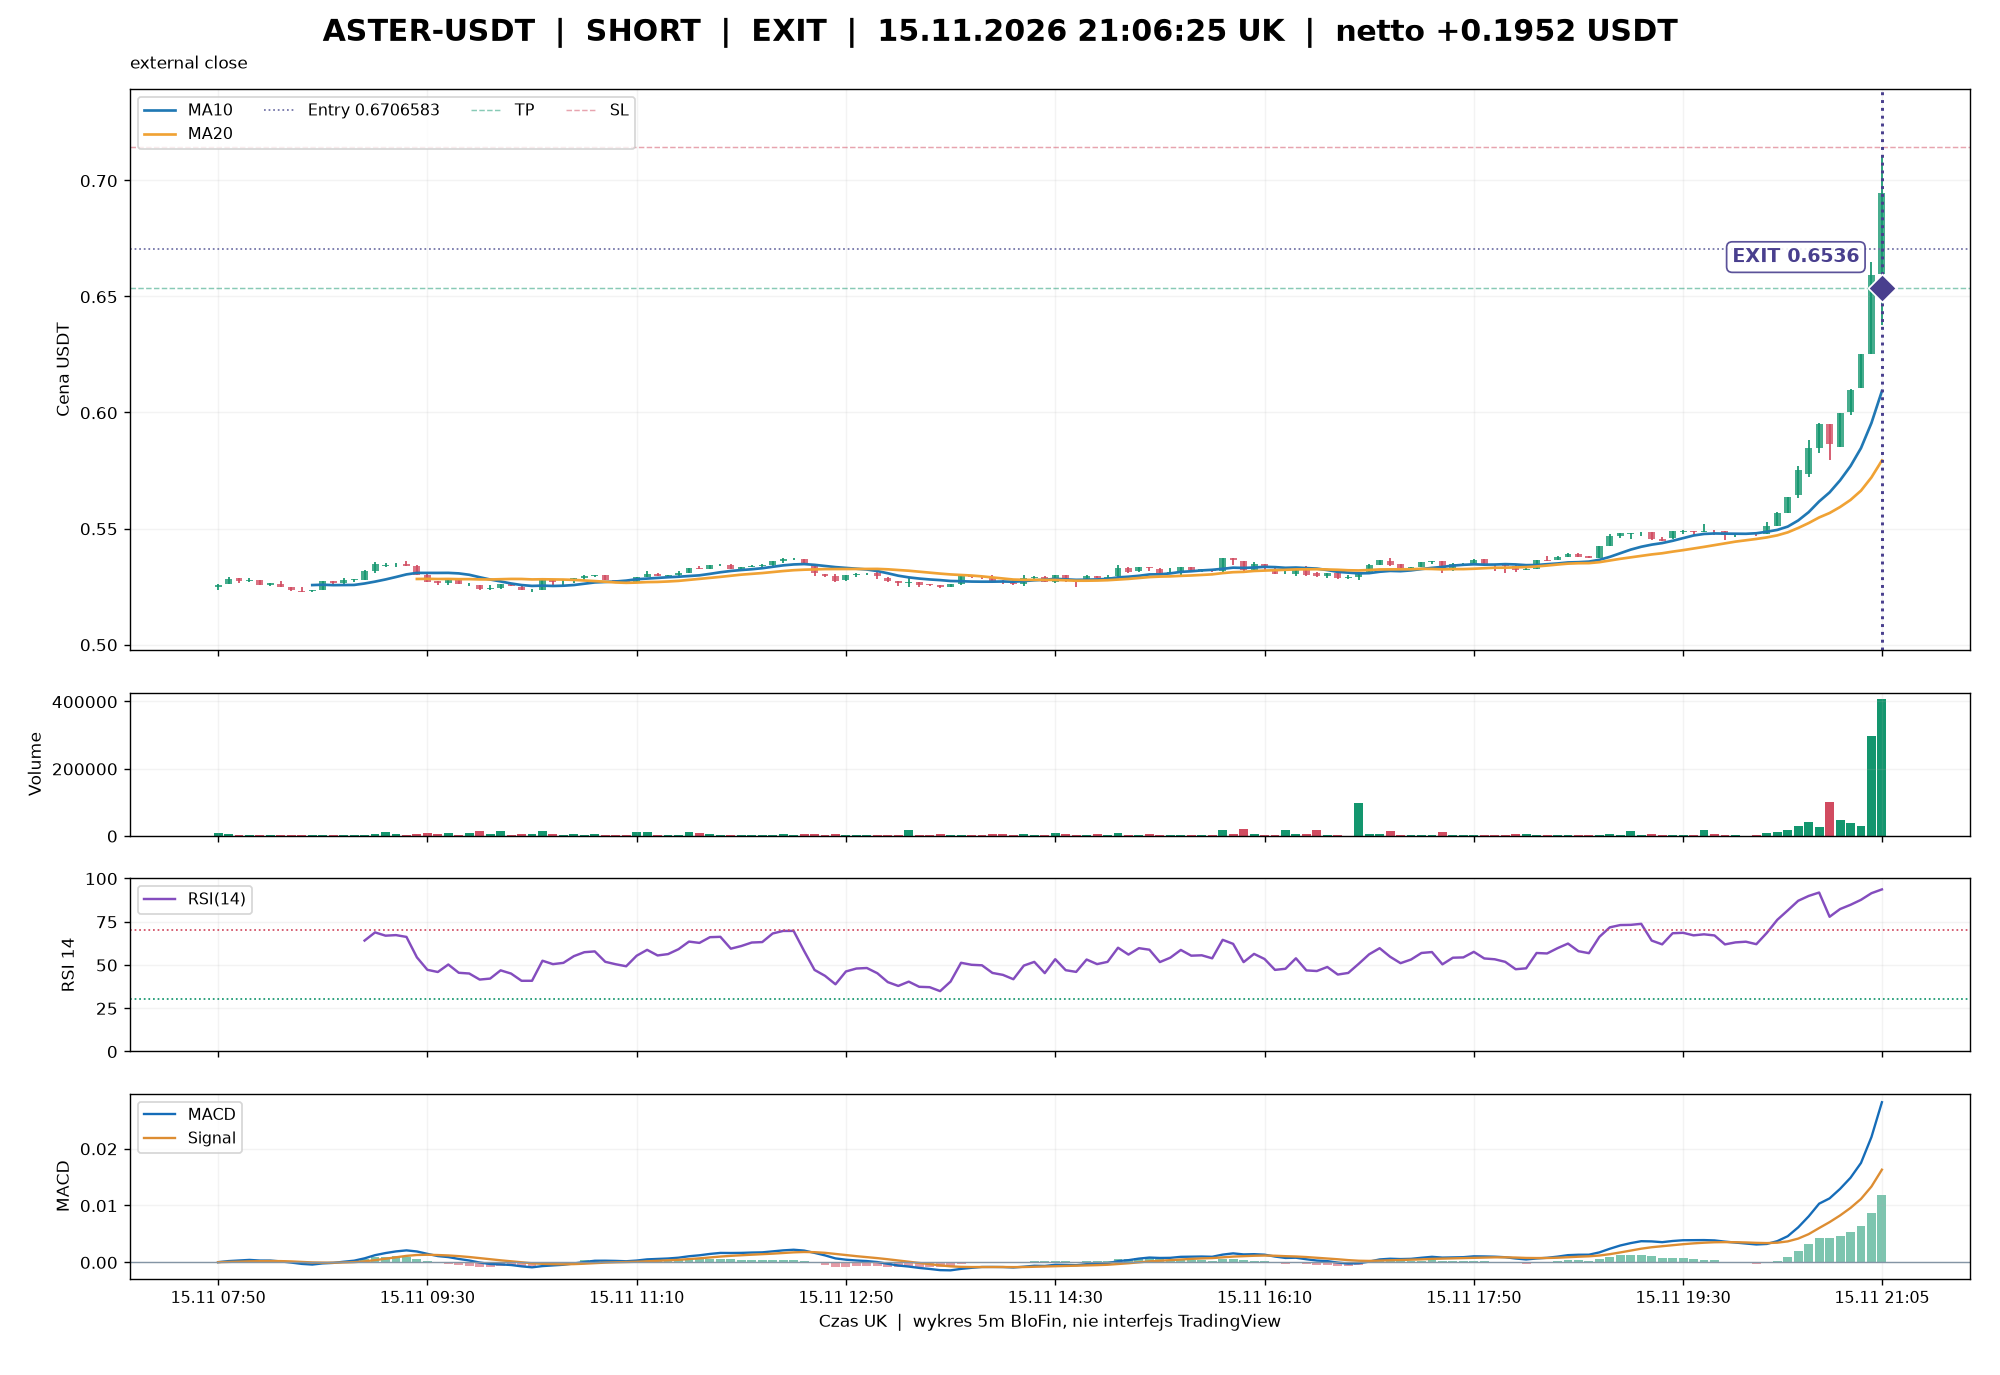 ASTER-USDT | SHORT | EXIT | 15.11.2026 21:06:25 UK | netto +0.1952 USDT
external close
MA10
MA20
Entry 0.6706583
TP
SL
Cena USDT
0.70
0.65
0.60
0.55
0.50
EXIT 0.6536
Volume
400000
200000
0
RSI 14
100
75
50
25
0
RSI(14)
MACD
0.02
0.01
0.00
MACD
Signal
15.11 07:50
15.11 09:30
15.11 11:10
15.11 12:50
15.11 14:30
15.11 16:10
15.11 17:50
15.11 19:30
15.11 21:05
Czas UK | wykres 5m BloFin, nie interfejs TradingView